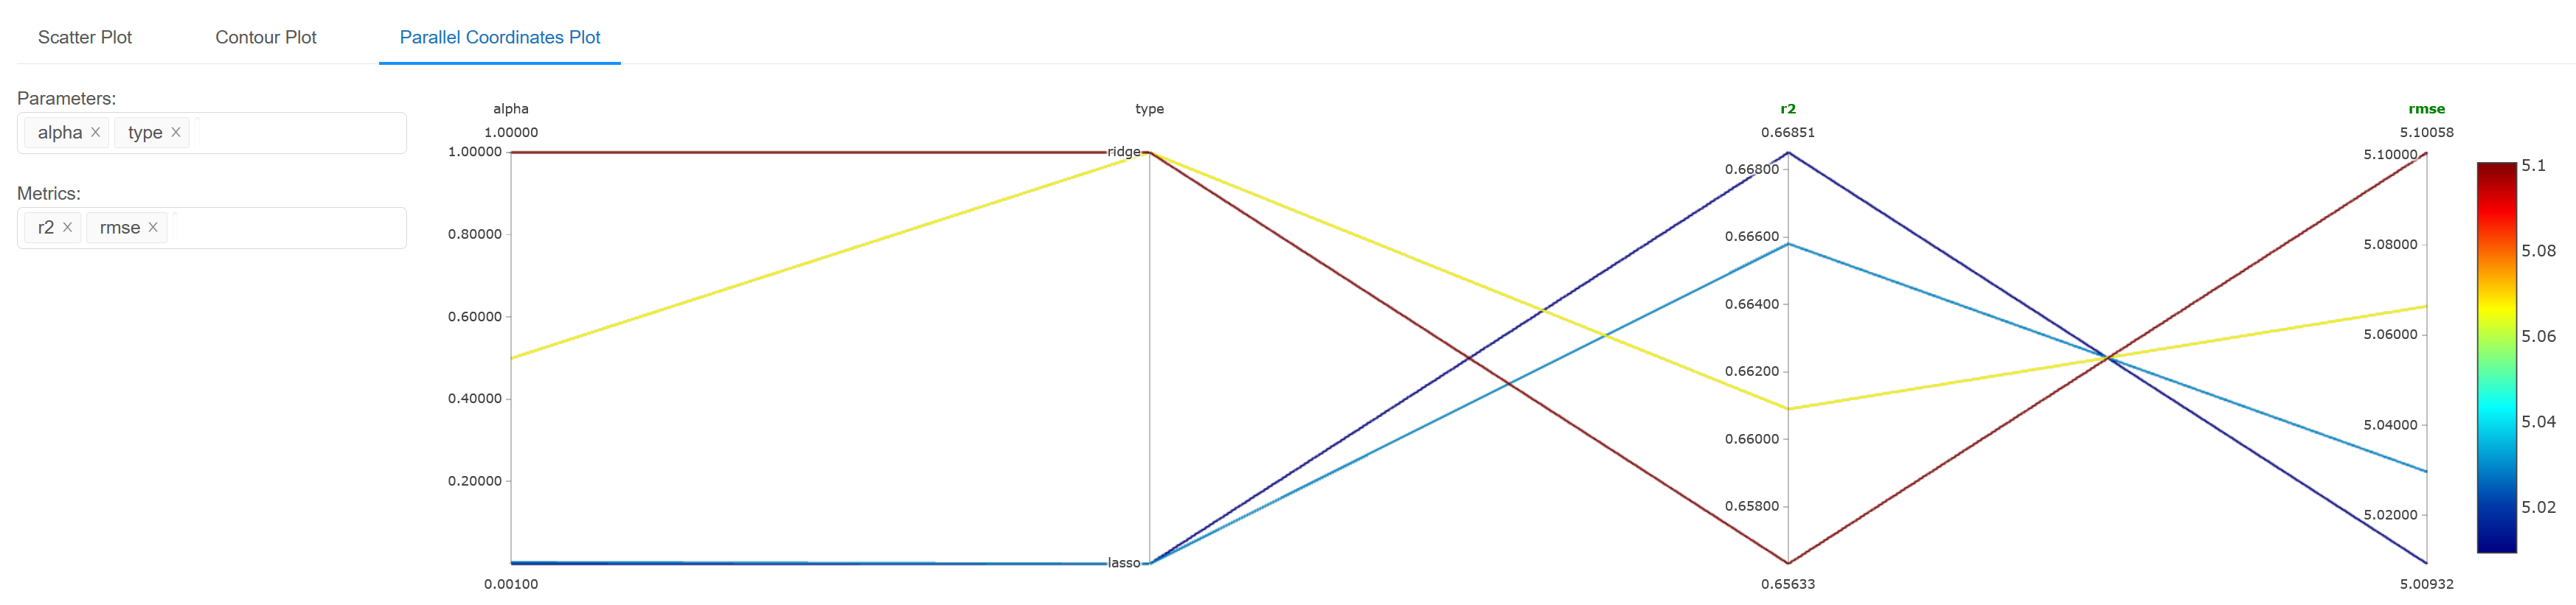 Scatter Plot Contour Plot Parallel Coordinates Plot
Parameters:
alpha × type ×
Metrics:
r2 × rmse ×
alpha type r2 rmse
1.00000 0.66851 5.10058
1.00000
0.80000
0.60000
0.40000
0.20000
0.00100
ridge
lasso
0.66800
0.66600
0.66400
0.66200
0.66000
0.65800
0.65633
5.10000
5.08000
5.06000
5.04000
5.02000
5.00932
5.1
5.08
5.06
5.04
5.02